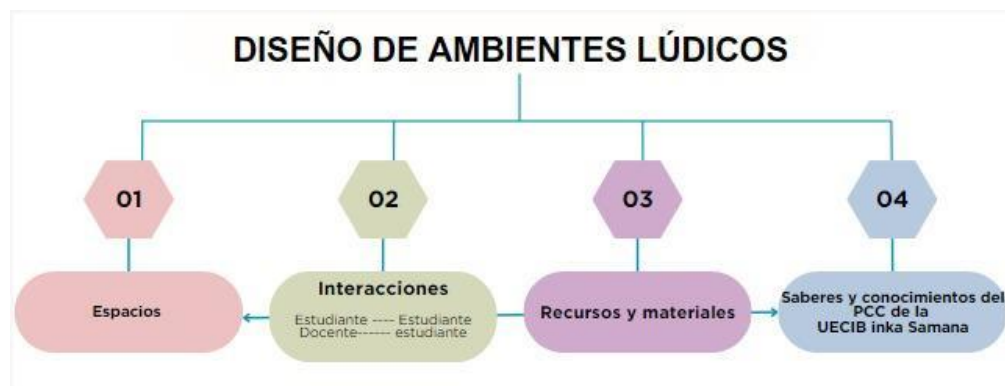 DISEÑO DE AMBIENTES LÚDICOS
01
02
03
04
Espacios
Interacciones
Estudiante ---- Estudiante
Docente------ estudiante
Recursos y materiales
Saberes y conocimientos del
PCC de la
UECIB inka Samana